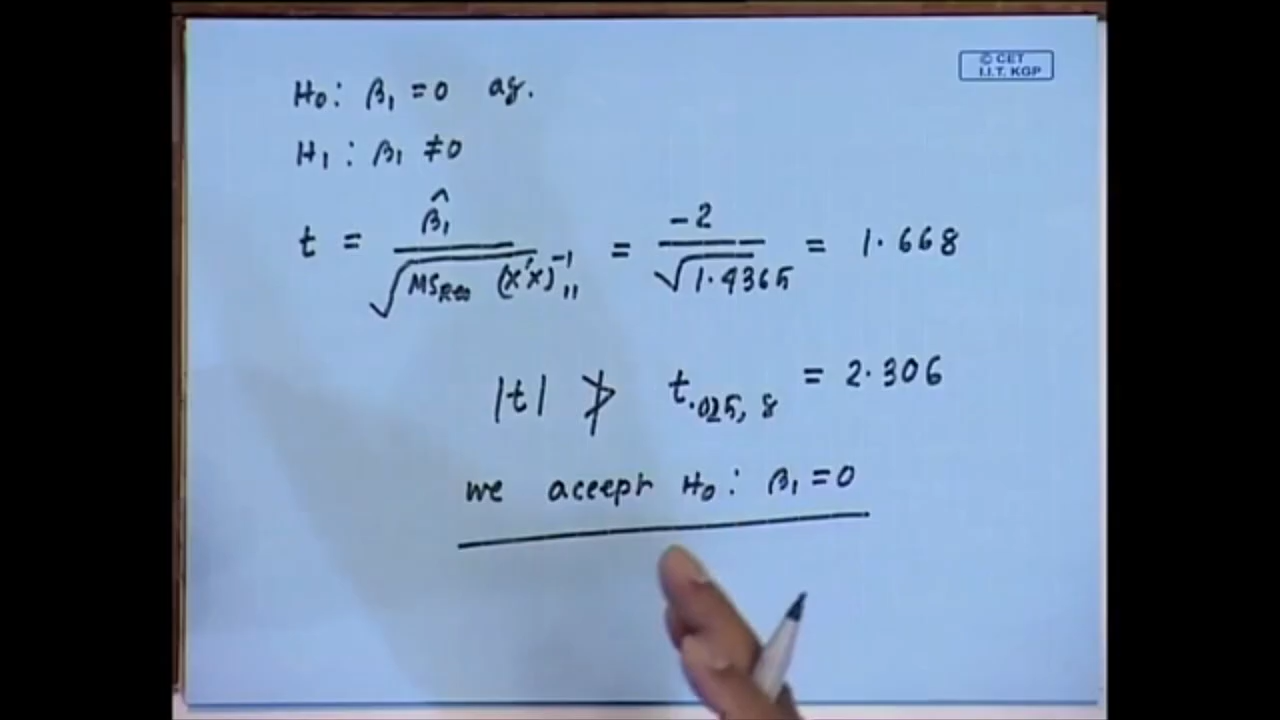 © CET
I.I.T. KGP
H₀: β₁ = 0 ag.
H₁: β₁ ≠ 0
t = β̂₁ / √(MS_Res (X'X)⁻¹₁₁) = -2 / √1.4365 = 1.668
|t| ≯ t.025, 8 = 2.306
we accept H₀: β₁ = 0